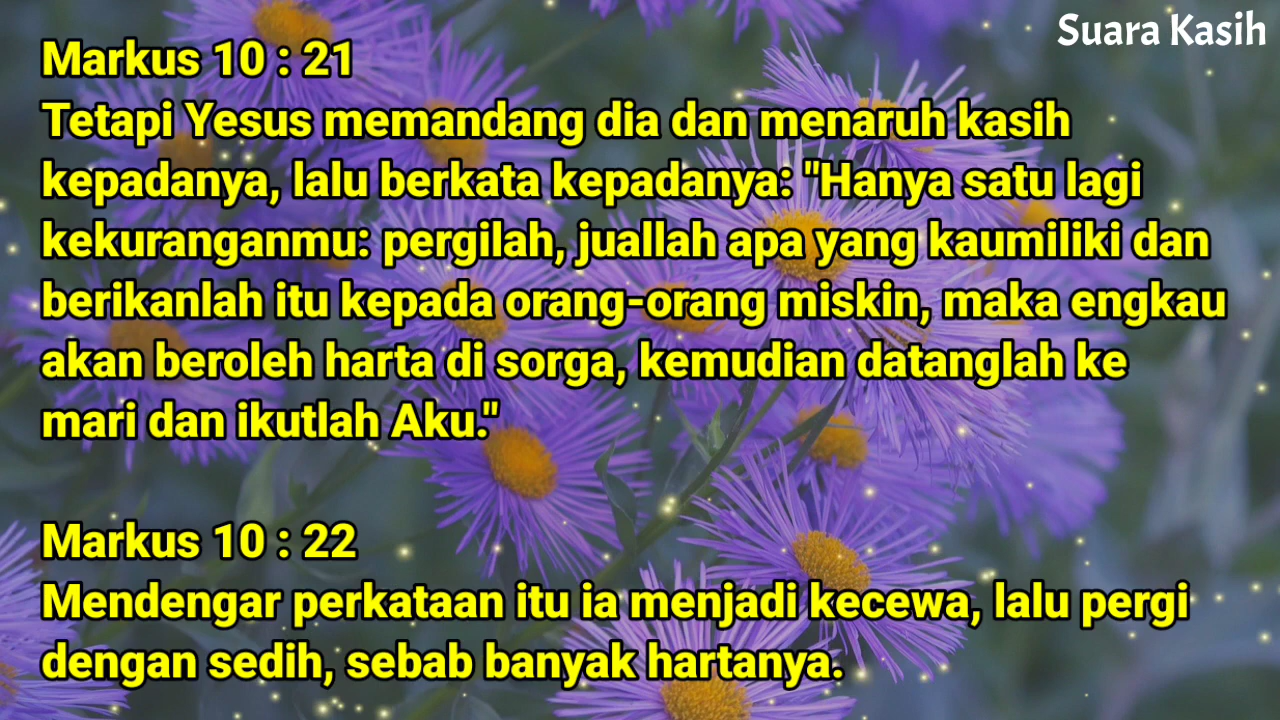 Suara Kasih
Markus 10 : 21
Tetapi Yesus memandang dia dan menaruh kasih
kepadanya, lalu berkata kepadanya: "Hanya satu lagi
kekuranganmu: pergilah, juallah apa yang kaumiliki dan
berikanlah itu kepada orang-orang miskin, maka engkau
akan beroleh harta di sorga, kemudian datanglah ke
mari dan ikutlah Aku."
Markus 10 : 22
Mendengar perkataan itu ia menjadi kecewa, lalu pergi
dengan sedih, sebab banyak hartanya.